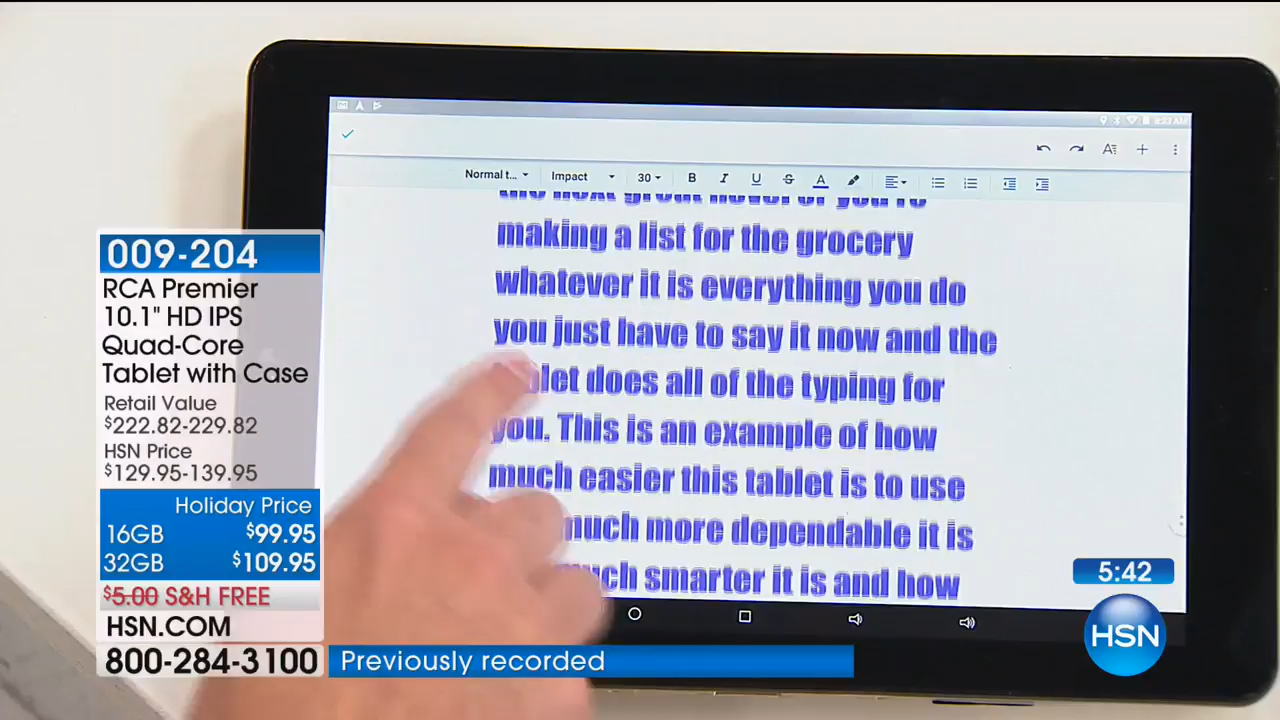 8:23 AM
Normal t... Impact 30 B I U S A
making a list for the grocery
whatever it is everything you do
you just have to say it now and the
does all of the typing for
you. This is an example of how
much easier this tablet is to use
much more dependable it is
smarter it is and how
009-204
RCA Premier
10.1" HD IPS
Quad-Core
Tablet with Case
Retail Value
$222.82-229.82
HSN Price
$129.95-139.95
Holiday Price
16GB $99.95
32GB $109.95
$5.00 S&H FREE
HSN.COM
800-284-3100
Previously recorded
5:42
HSN